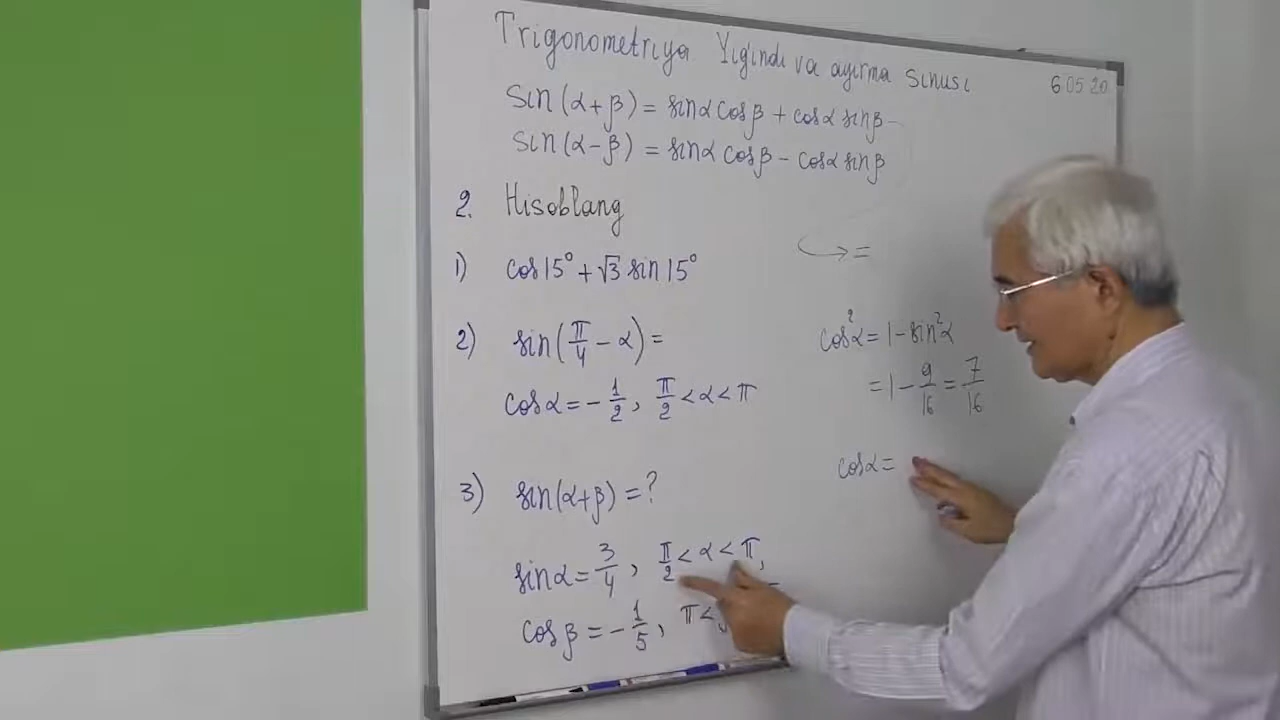 Trigonometriya Yig'indi va ayirma sinusi
6 05 20
sin(α+β) = sinα cosβ + cosα sinβ
sin(α-β) = sinα cosβ - cosα sinβ
2. Hisoblang
1) cos15° + √3 sin15°
=
2) sin(π/4 - α) =
cosα = -1/2, π/2 < α < π
cos²α = 1 - sin²α
= 1 - 9/16 = 7/16
cosα =
3) sin(α+β) = ?
sinα = 3/4, π/2 < α < π,
cosβ = -1/5, π <